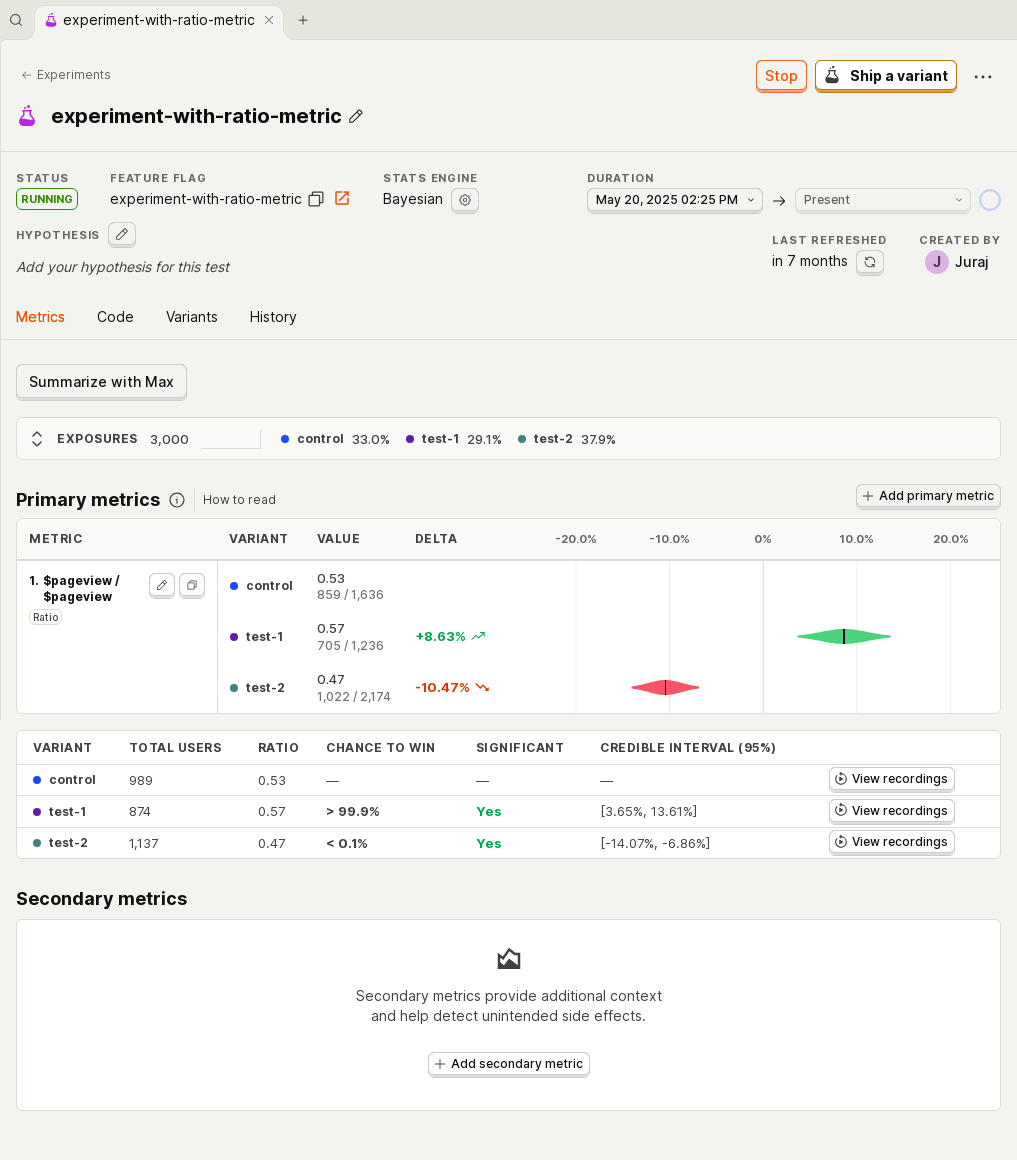 experiment-with-ratio-metric
Experiments
Stop
Ship a variant
experiment-with-ratio-metric
STATUS
RUNNING
FEATURE FLAG
experiment-with-ratio-metric
STATS ENGINE
Bayesian
DURATION
May 20, 2025 02:25 PM
Present
HYPOTHESIS
Add your hypothesis for this test
LAST REFRESHED
in 7 months
CREATED BY
J Juraj
Metrics Code Variants History
Summarize with Max
EXPOSURES 3,000 control 33.0% test-1 29.1% test-2 37.9%
Primary metrics How to read
Add primary metric
METRIC VARIANT VALUE DELTA -20.0% -10.0% 0% 10.0% 20.0%
1. $pageview /
$pageview
Ratio
control 0.53
859 / 1,636
test-1 0.57 +8.63%
705 / 1,236
test-2 0.47 -10.47%
1,022 / 2,174
VARIANT TOTAL USERS RATIO CHANCE TO WIN SIGNIFICANT CREDIBLE INTERVAL (95%)
control 989 0.53 — — — View recordings
test-1 874 0.57 > 99.9% Yes [3.65%, 13.61%] View recordings
test-2 1,137 0.47 < 0.1% Yes [-14.07%, -6.86%] View recordings
Secondary metrics
Secondary metrics provide additional context
and help detect unintended side effects.
Add secondary metric